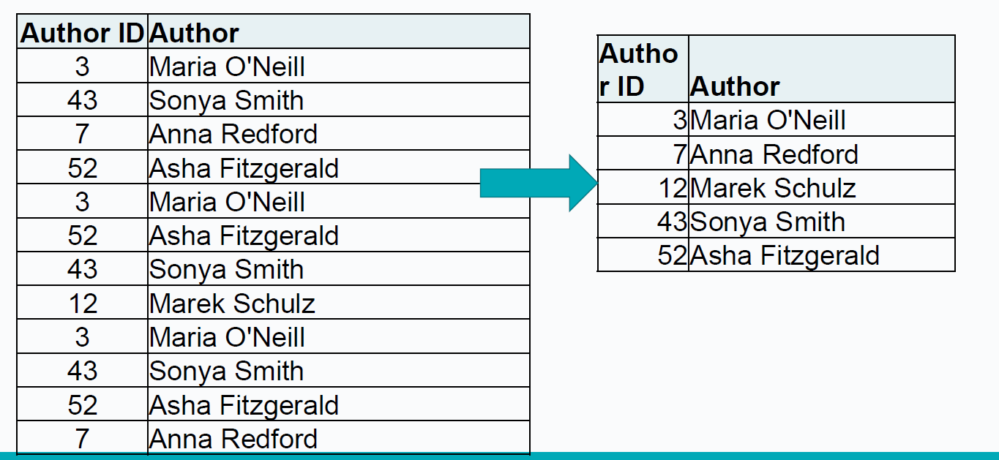 Author ID Author
3 Maria O'Neill
43 Sonya Smith
7 Anna Redford
52 Asha Fitzgerald
3 Maria O'Neill
52 Asha Fitzgerald
43 Sonya Smith
12 Marek Schulz
3 Maria O'Neill
43 Sonya Smith
52 Asha Fitzgerald
7 Anna Redford
Autho
r ID Author
3 Maria O'Neill
7 Anna Redford
12 Marek Schulz
43 Sonya Smith
52 Asha Fitzgerald